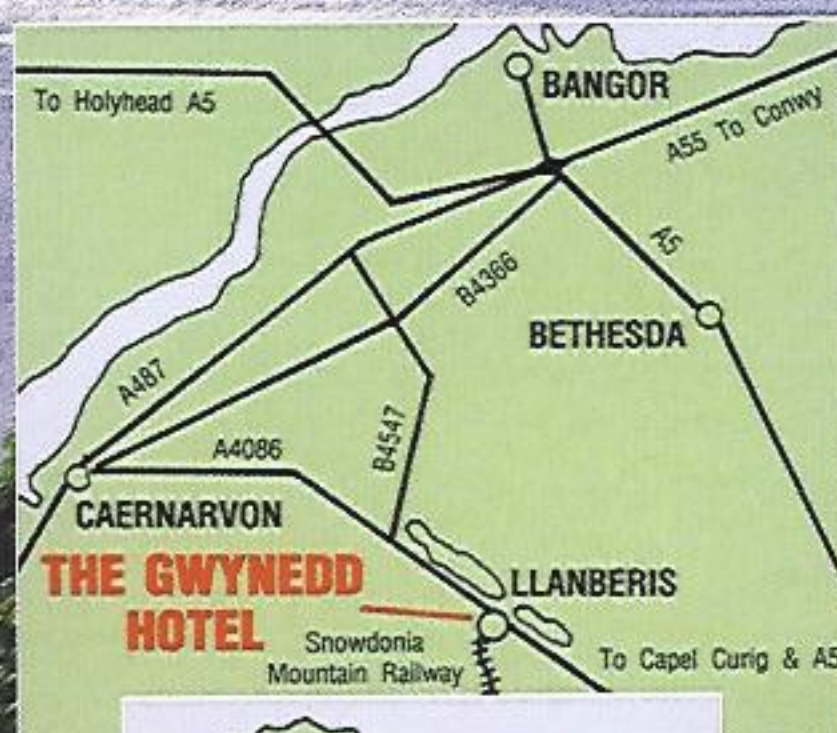 BANGOR
To Holyhead A5
A55 To Conwy
A5
B4366
BETHESDA
A487
B4547
A4086
CAERNARVON
THE GWYNEDD
HOTEL
LLANBERIS
Snowdonia
Mountain Railway
To Capel Curig & A5